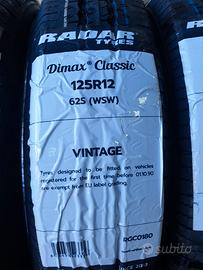 RADAR
TYRES
Dimax® Classic
125R12
62S (WSW)
VINTAGE
Tyres designed to be fitted on vehicles
registered for the first time before 01.10.90
are exempt from EU label grading.
RGC0180
subito